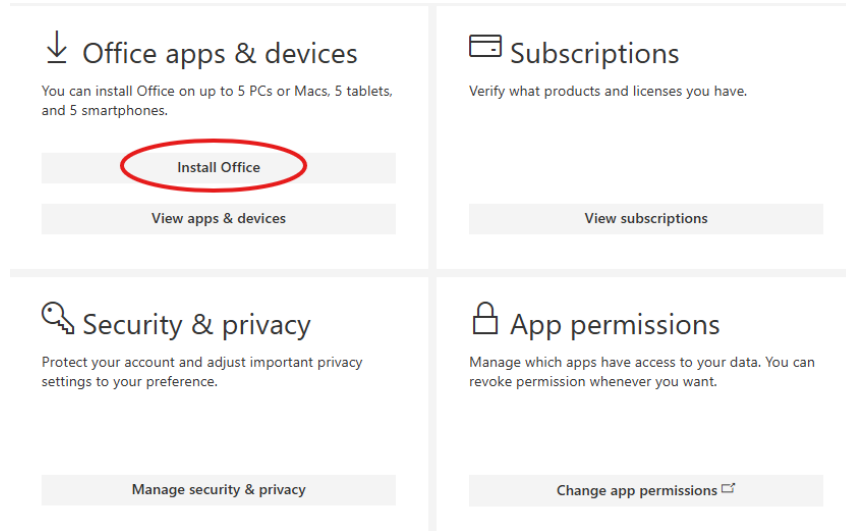 Office apps & devices
You can install Office on up to 5 PCs or Macs, 5 tablets,
and 5 smartphones.
Install Office
View apps & devices
Subscriptions
Verify what products and licenses you have.
View subscriptions
Security & privacy
Protect your account and adjust important privacy
settings to your preference.
Manage security & privacy
App permissions
Manage which apps have access to your data. You can
revoke permission whenever you want.
Change app permissions